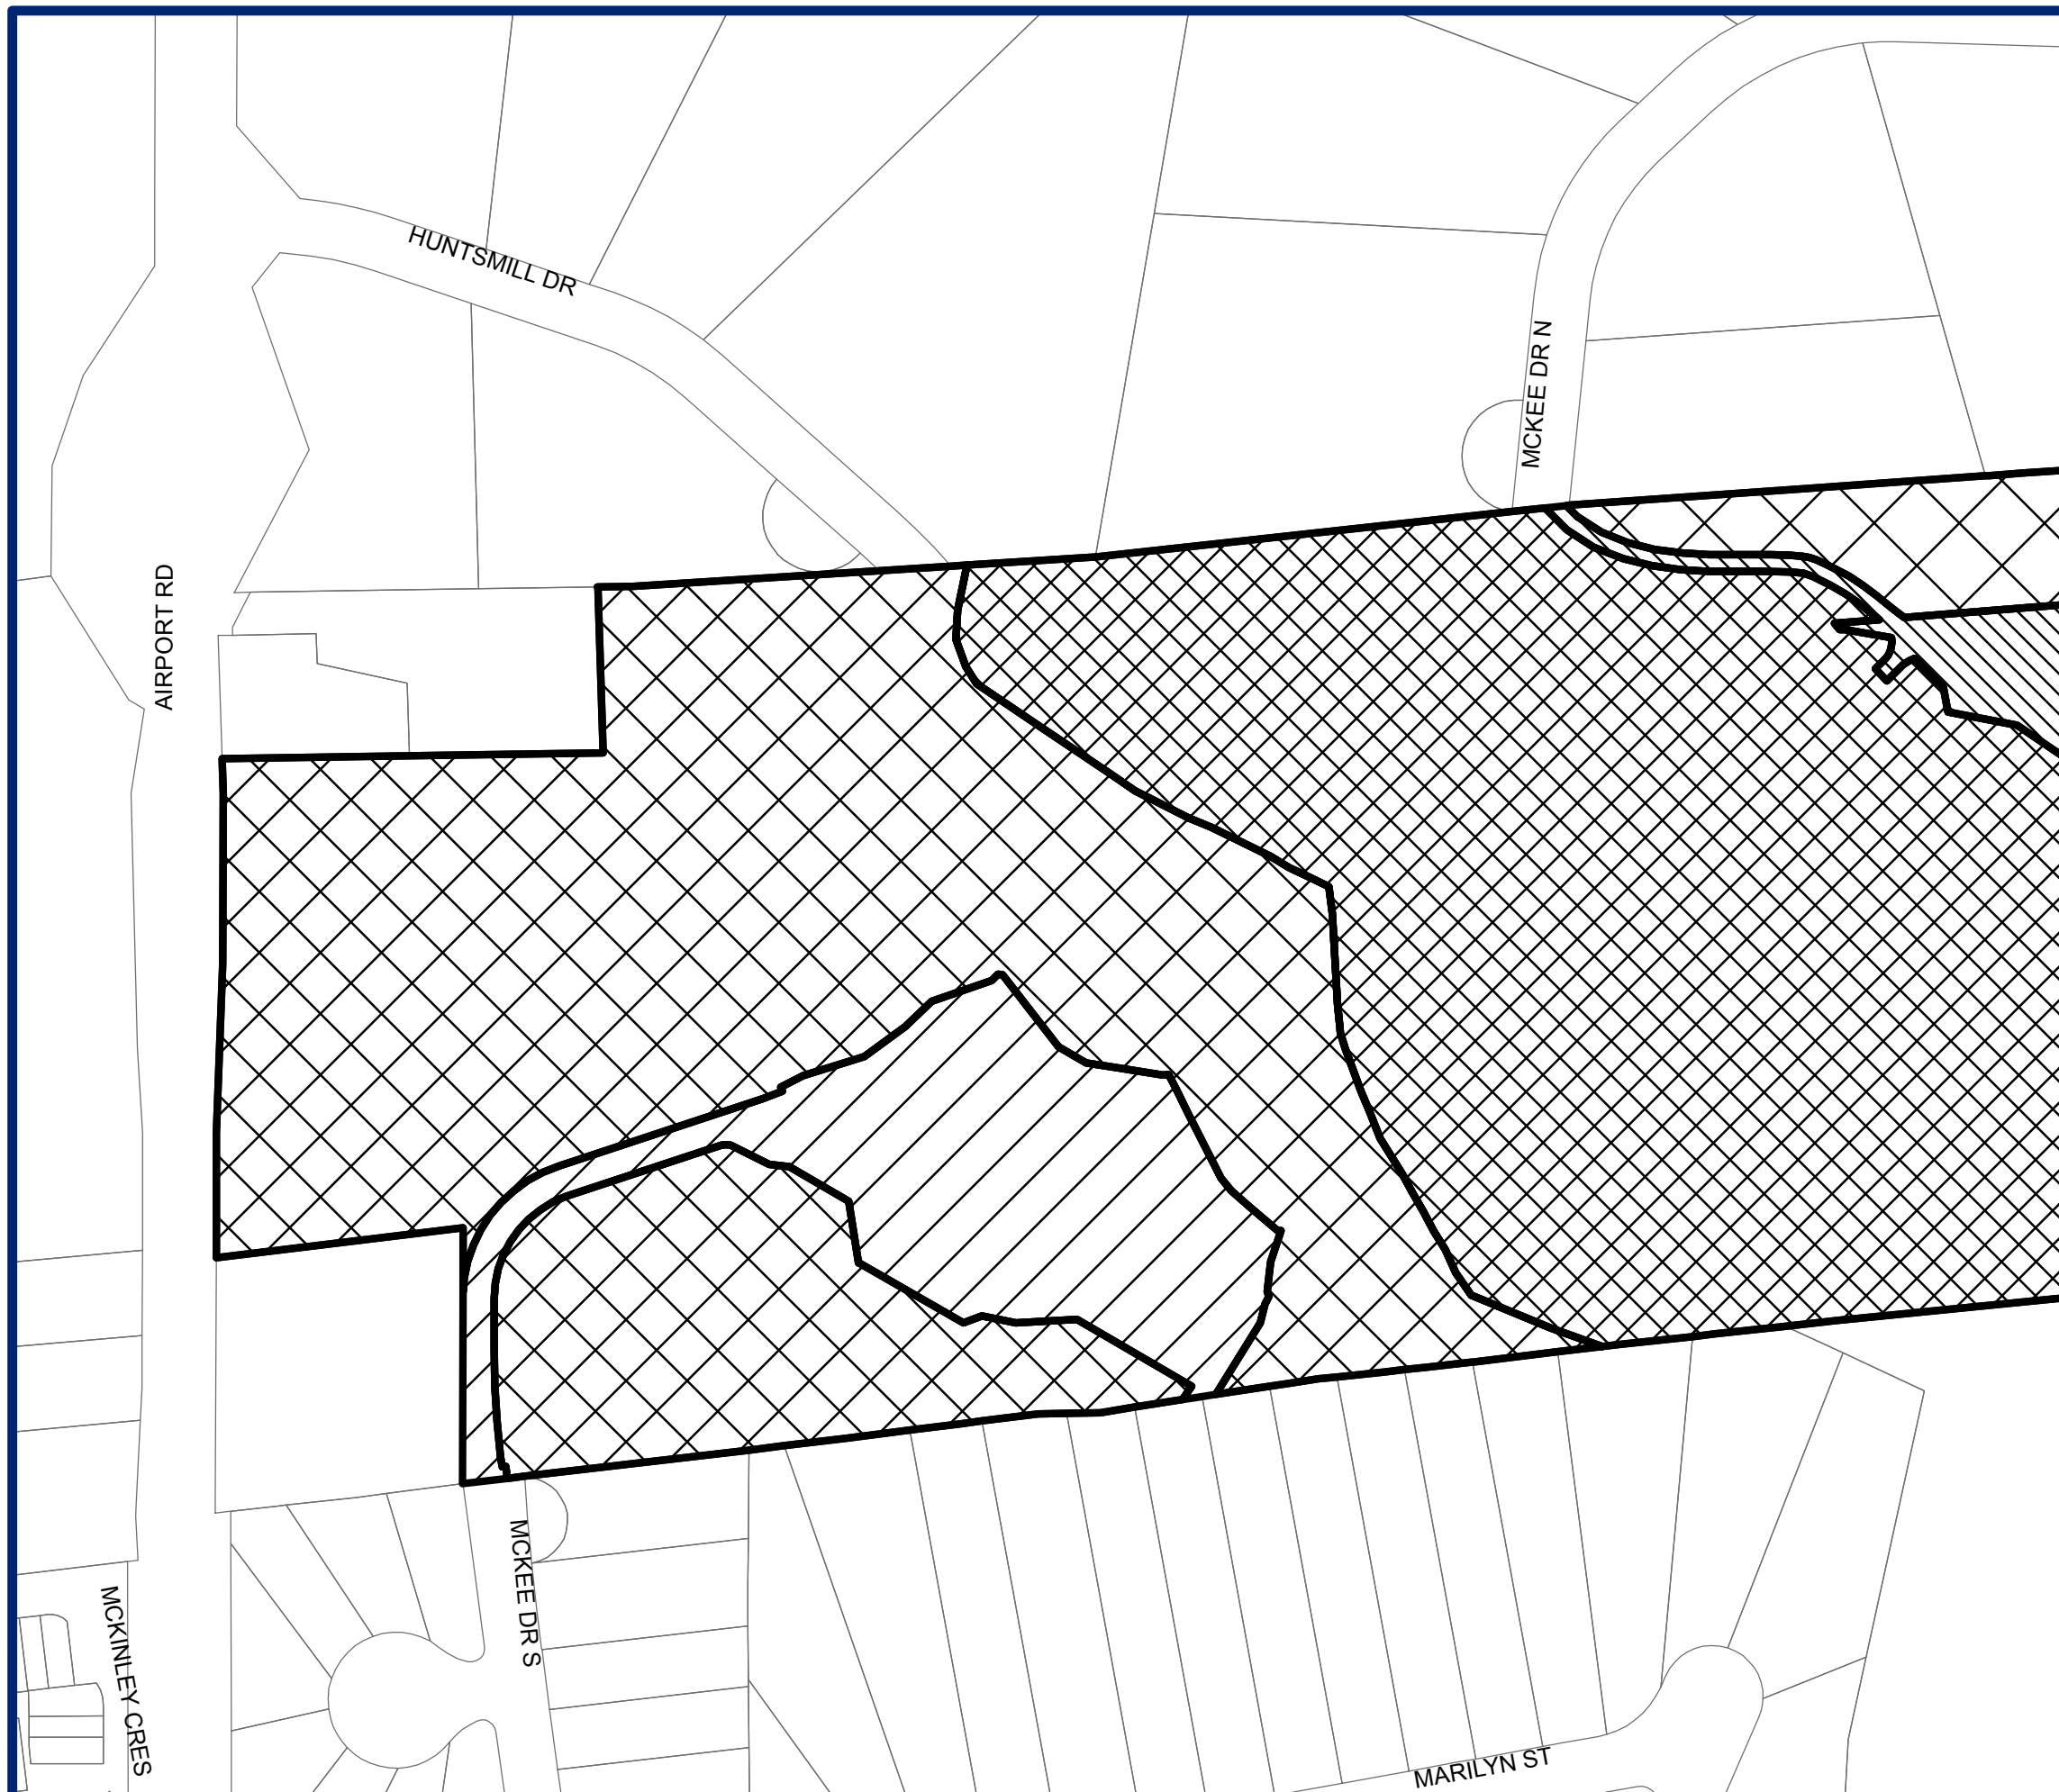 HUNTSMILL DR
MCKEE DR N
AIRPORT RD
MCKEE DR S
MCKINLEY CRES
MARILYN ST